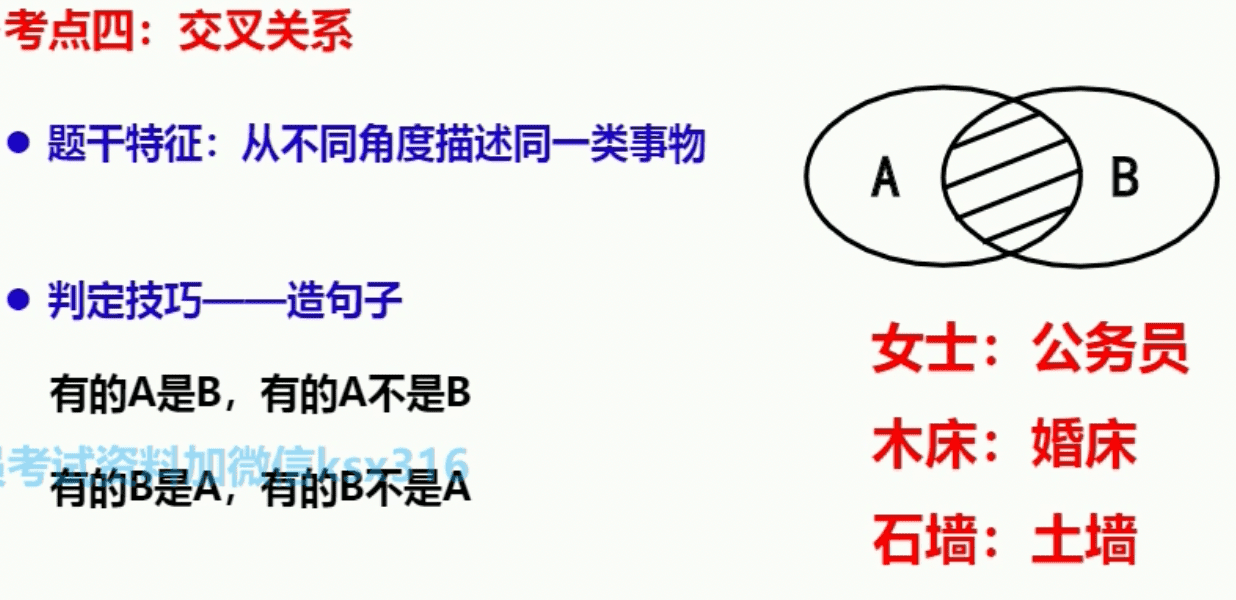 考点四：交叉关系
● 题干特征：从不同角度描述同一类事物
● 判定技巧——造句子
有的A是B，有的A不是B
考试资料加微信ksx316
有的B是A，有的B不是A
A
B
女士：公务员
木床：婚床
石墙：土墙